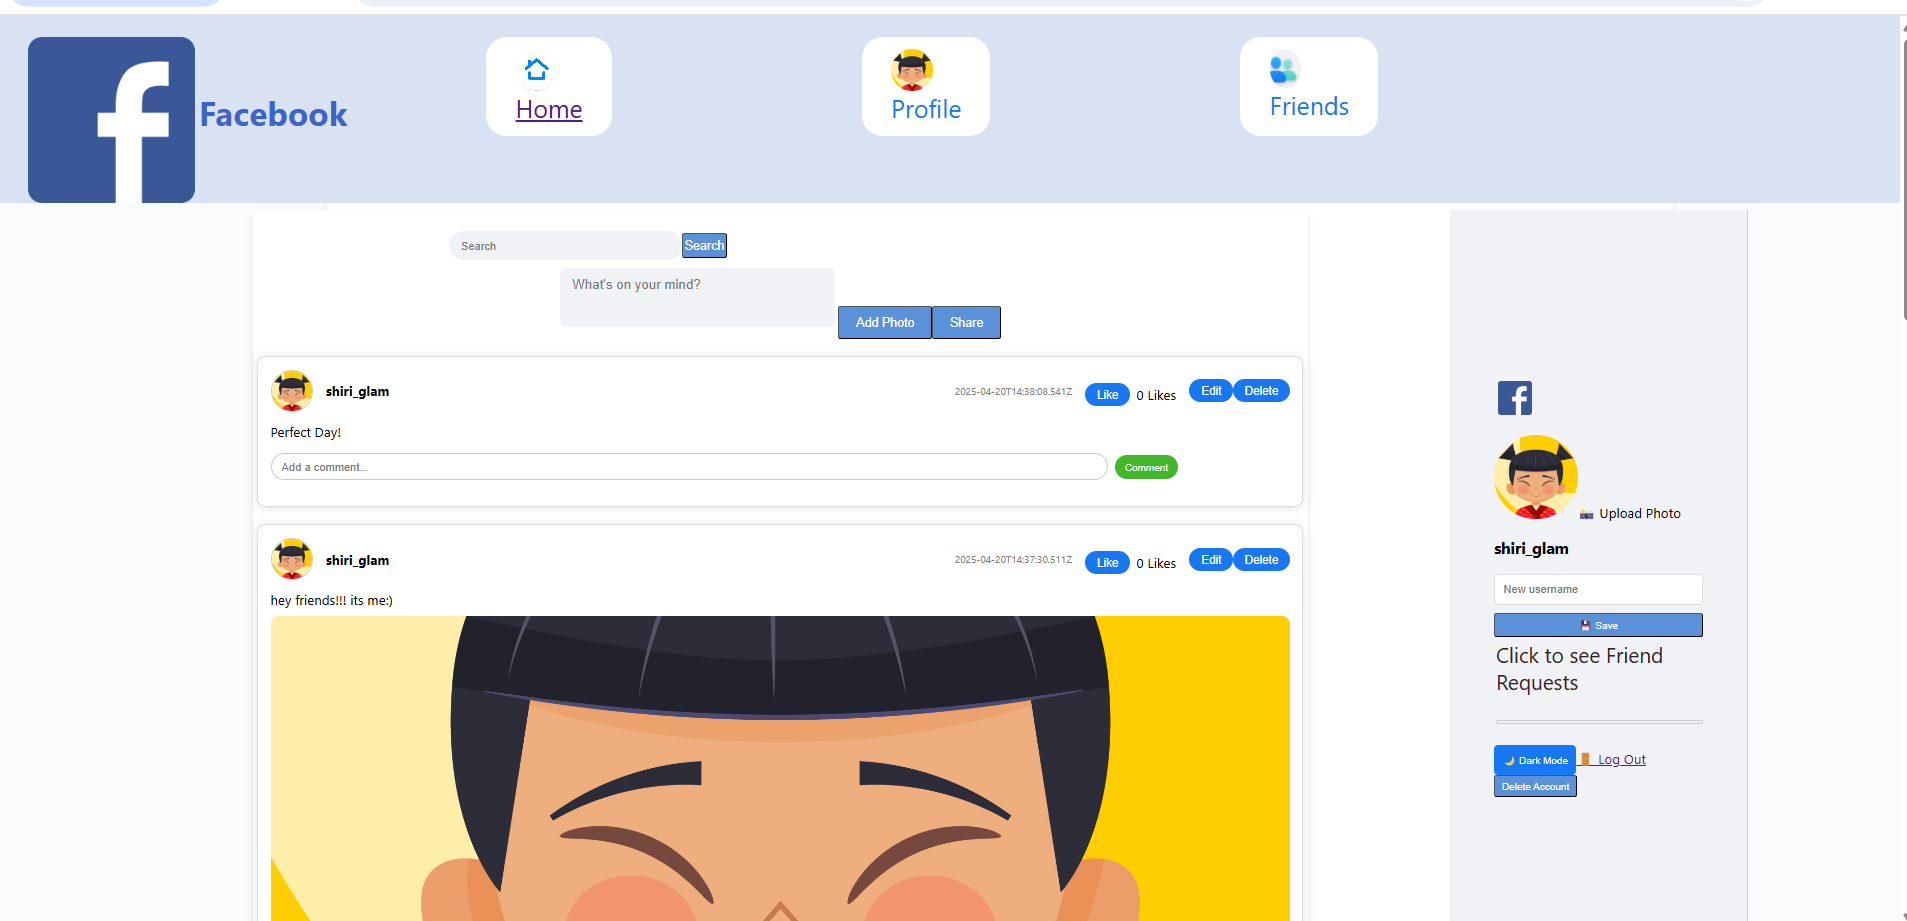 Facebook
Home
Profile
Friends
Search
Search
What's on your mind?
Add Photo
Share
shiri_glam
2025-04-20T14:38:08.541Z
Like
0 Likes
Edit
Delete
Perfect Day!
Add a comment...
Comment
shiri_glam
2025-04-20T14:37:30.511Z
Like
0 Likes
Edit
Delete
hey friends!!! its me:)
📸 Upload Photo
shiri_glam
New username
💾 Save
Click to see Friend
Requests
🌙 Dark Mode
🚪 Log Out
Delete Account